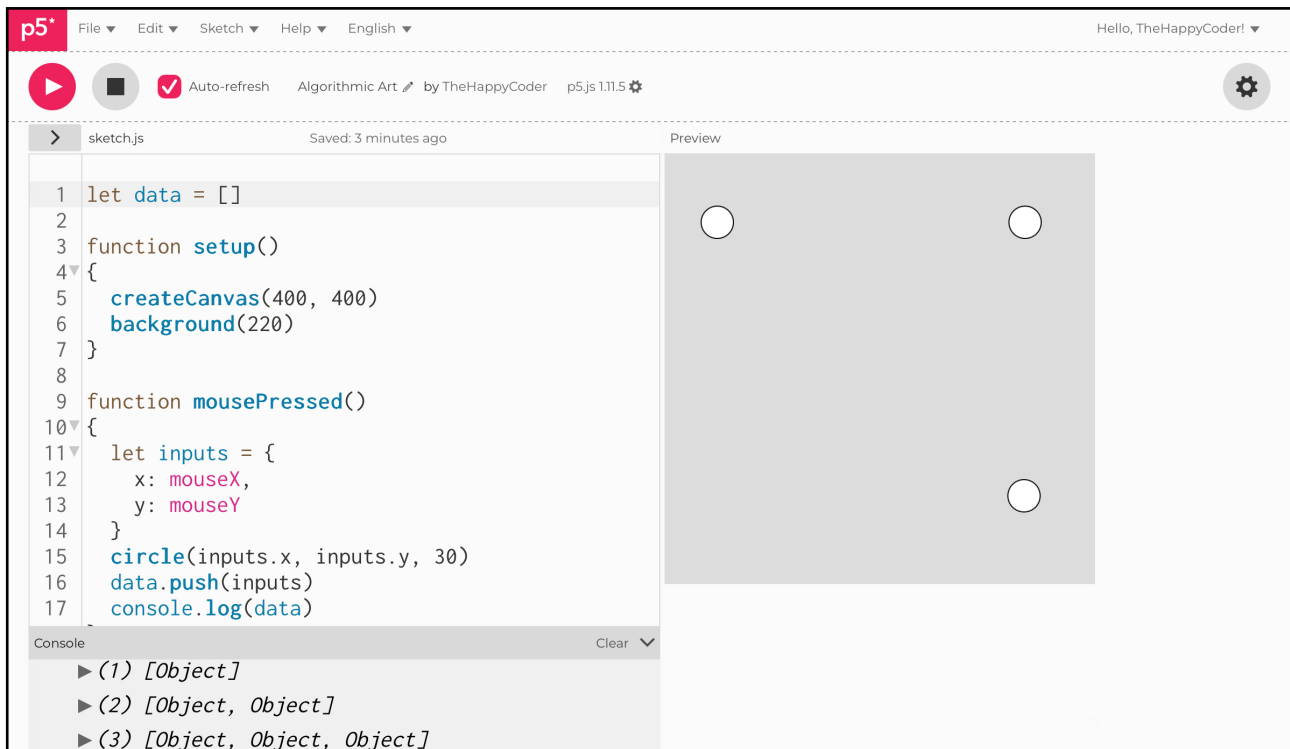 p5* File Edit Sketch Help English Hello, TheHappyCoder!
Auto-refresh Algorithmic Art by TheHappyCoder p5.js 1.11.5
sketch.js Saved: 3 minutes ago Preview
1 let data = []
2
3 function setup()
4 {
5 createCanvas(400, 400)
6 background(220)
7 }
8
9 function mousePressed()
10 {
11 let inputs = {
12 x: mouseX,
13 y: mouseY
14 }
15 circle(inputs.x, inputs.y, 30)
16 data.push(inputs)
17 console.log(data)
Console Clear
(1) [Object]
(2) [Object, Object]
(3) [Object, Object, Object]